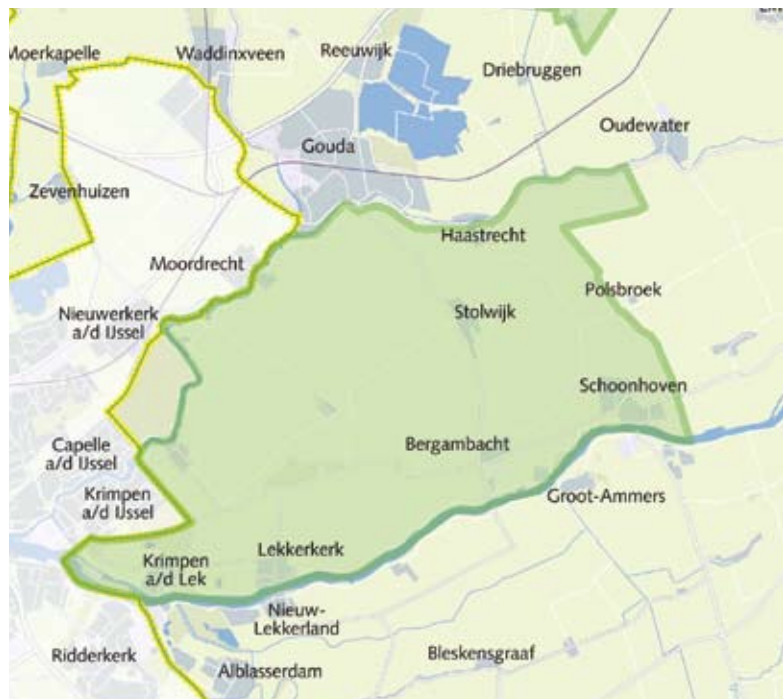 Moerkapelle
Waddinxveen
Reeuwijk
Driebruggen
Oudewater
Gouda
Zevenhuizen
Haastrecht
Moordrecht
Polsbroek
Nieuwerkerk
a/d IJssel
Stolwijk
Schoonhoven
Capelle
a/d IJssel
Bergambacht
Krimpen
a/d IJssel
Groot-Ammers
Krimpen
a/d Lek
Lekkerkerk
Nieuw-
Lekkerland
Ridderkerk
Alblasserdam
Bleskensgraaf